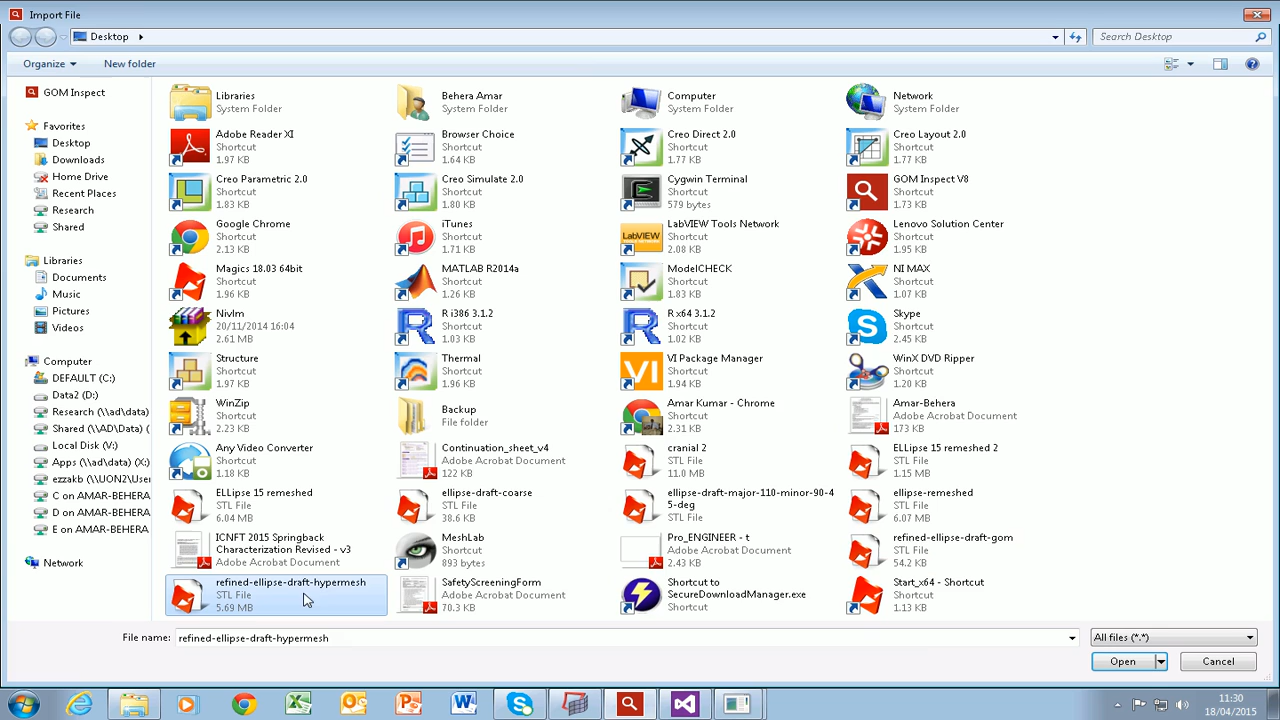 Import File
Desktop
Search Desktop
Organize
New folder
GOM Inspect
Favorites
Desktop
Downloads
Home Drive
Recent Places
Research
Shared
Libraries
Documents
Music
Pictures
Videos
Computer
DEFAULT (C:)
Data2 (D:)
Research (\\ad\data)
Shared (\\AD\data) (
Local Disk (V:)
Apps (\\ad\data) (X:)
ezzakb (\\UON2\Use
C on AMAR-BEHERA
D on AMAR-BEHERA
E on AMAR-BEHERA
Network
Libraries
System Folder
Behera Amar
System Folder
Computer
System Folder
Network
System Folder
Adobe Reader XI
Shortcut
1.97 KB
Browser Choice
Shortcut
1.64 KB
Creo Direct 2.0
Shortcut
1.77 KB
Creo Layout 2.0
Shortcut
1.77 KB
Creo Parametric 2.0
Shortcut
1.83 KB
Creo Simulate 2.0
Shortcut
1.80 KB
Cygwin Terminal
Shortcut
579 bytes
GOM Inspect V8
Shortcut
1.73 KB
Google Chrome
Shortcut
2.13 KB
iTunes
Shortcut
1.71 KB
LabVIEW Tools Network
Shortcut
2.08 KB
Lenovo Solution Center
Shortcut
1.95 KB
Magics 18.03 64bit
Shortcut
1.96 KB
MATLAB R2014a
Shortcut
1.26 KB
ModelCHECK
Shortcut
1.83 KB
NI MAX
Shortcut
1.07 KB
Nivlm
20/11/2014 16:04
2.61 MB
R i386 3.1.2
Shortcut
1.03 KB
R x64 3.1.2
Shortcut
1.02 KB
Skype
Shortcut
2.45 KB
Structure
Shortcut
1.97 KB
Thermal
Shortcut
1.96 KB
VI Package Manager
Shortcut
1.94 KB
WinX DVD Ripper
Shortcut
1.20 KB
WinZip
Shortcut
2.23 KB
Backup
File folder
Amar Kumar - Chrome
Shortcut
2.31 KB
Amar-Behera
Adobe Acrobat Document
173 KB
Any Video Converter
Shortcut
1.18 KB
Continuation_sheet_v4
Adobe Acrobat Document
122 KB
cranial 2
STL File
11.0 MB
ELLipse 15 remeshed 2
STL File
1.15 MB
ELLipse 15 remeshed
STL File
6.04 MB
ellipse-draft-coarse
STL File
38.6 KB
ellipse-draft-major-110-minor-90-4
5-deg
STL File
ellipse-remeshed
STL File
6.07 MB
ICNFT 2015 Springback
Characterization Revised - v3
Adobe Acrobat Document
MeshLab
Shortcut
893 bytes
Pro_ENGINEER - t
Adobe Acrobat Document
2.43 KB
refined-ellipse-draft-gom
STL File
54.2 KB
refined-ellipse-draft-hypermesh
STL File
5.69 MB
SafetyScreeningForm
Adobe Acrobat Document
70.3 KB
Shortcut to
SecureDownloadManager.exe
Shortcut
Start_x64 - Shortcut
Shortcut
1.13 KB
File name:
refined-ellipse-draft-hypermesh
All files (*.*)
Open
Cancel
11:30
18/04/2015